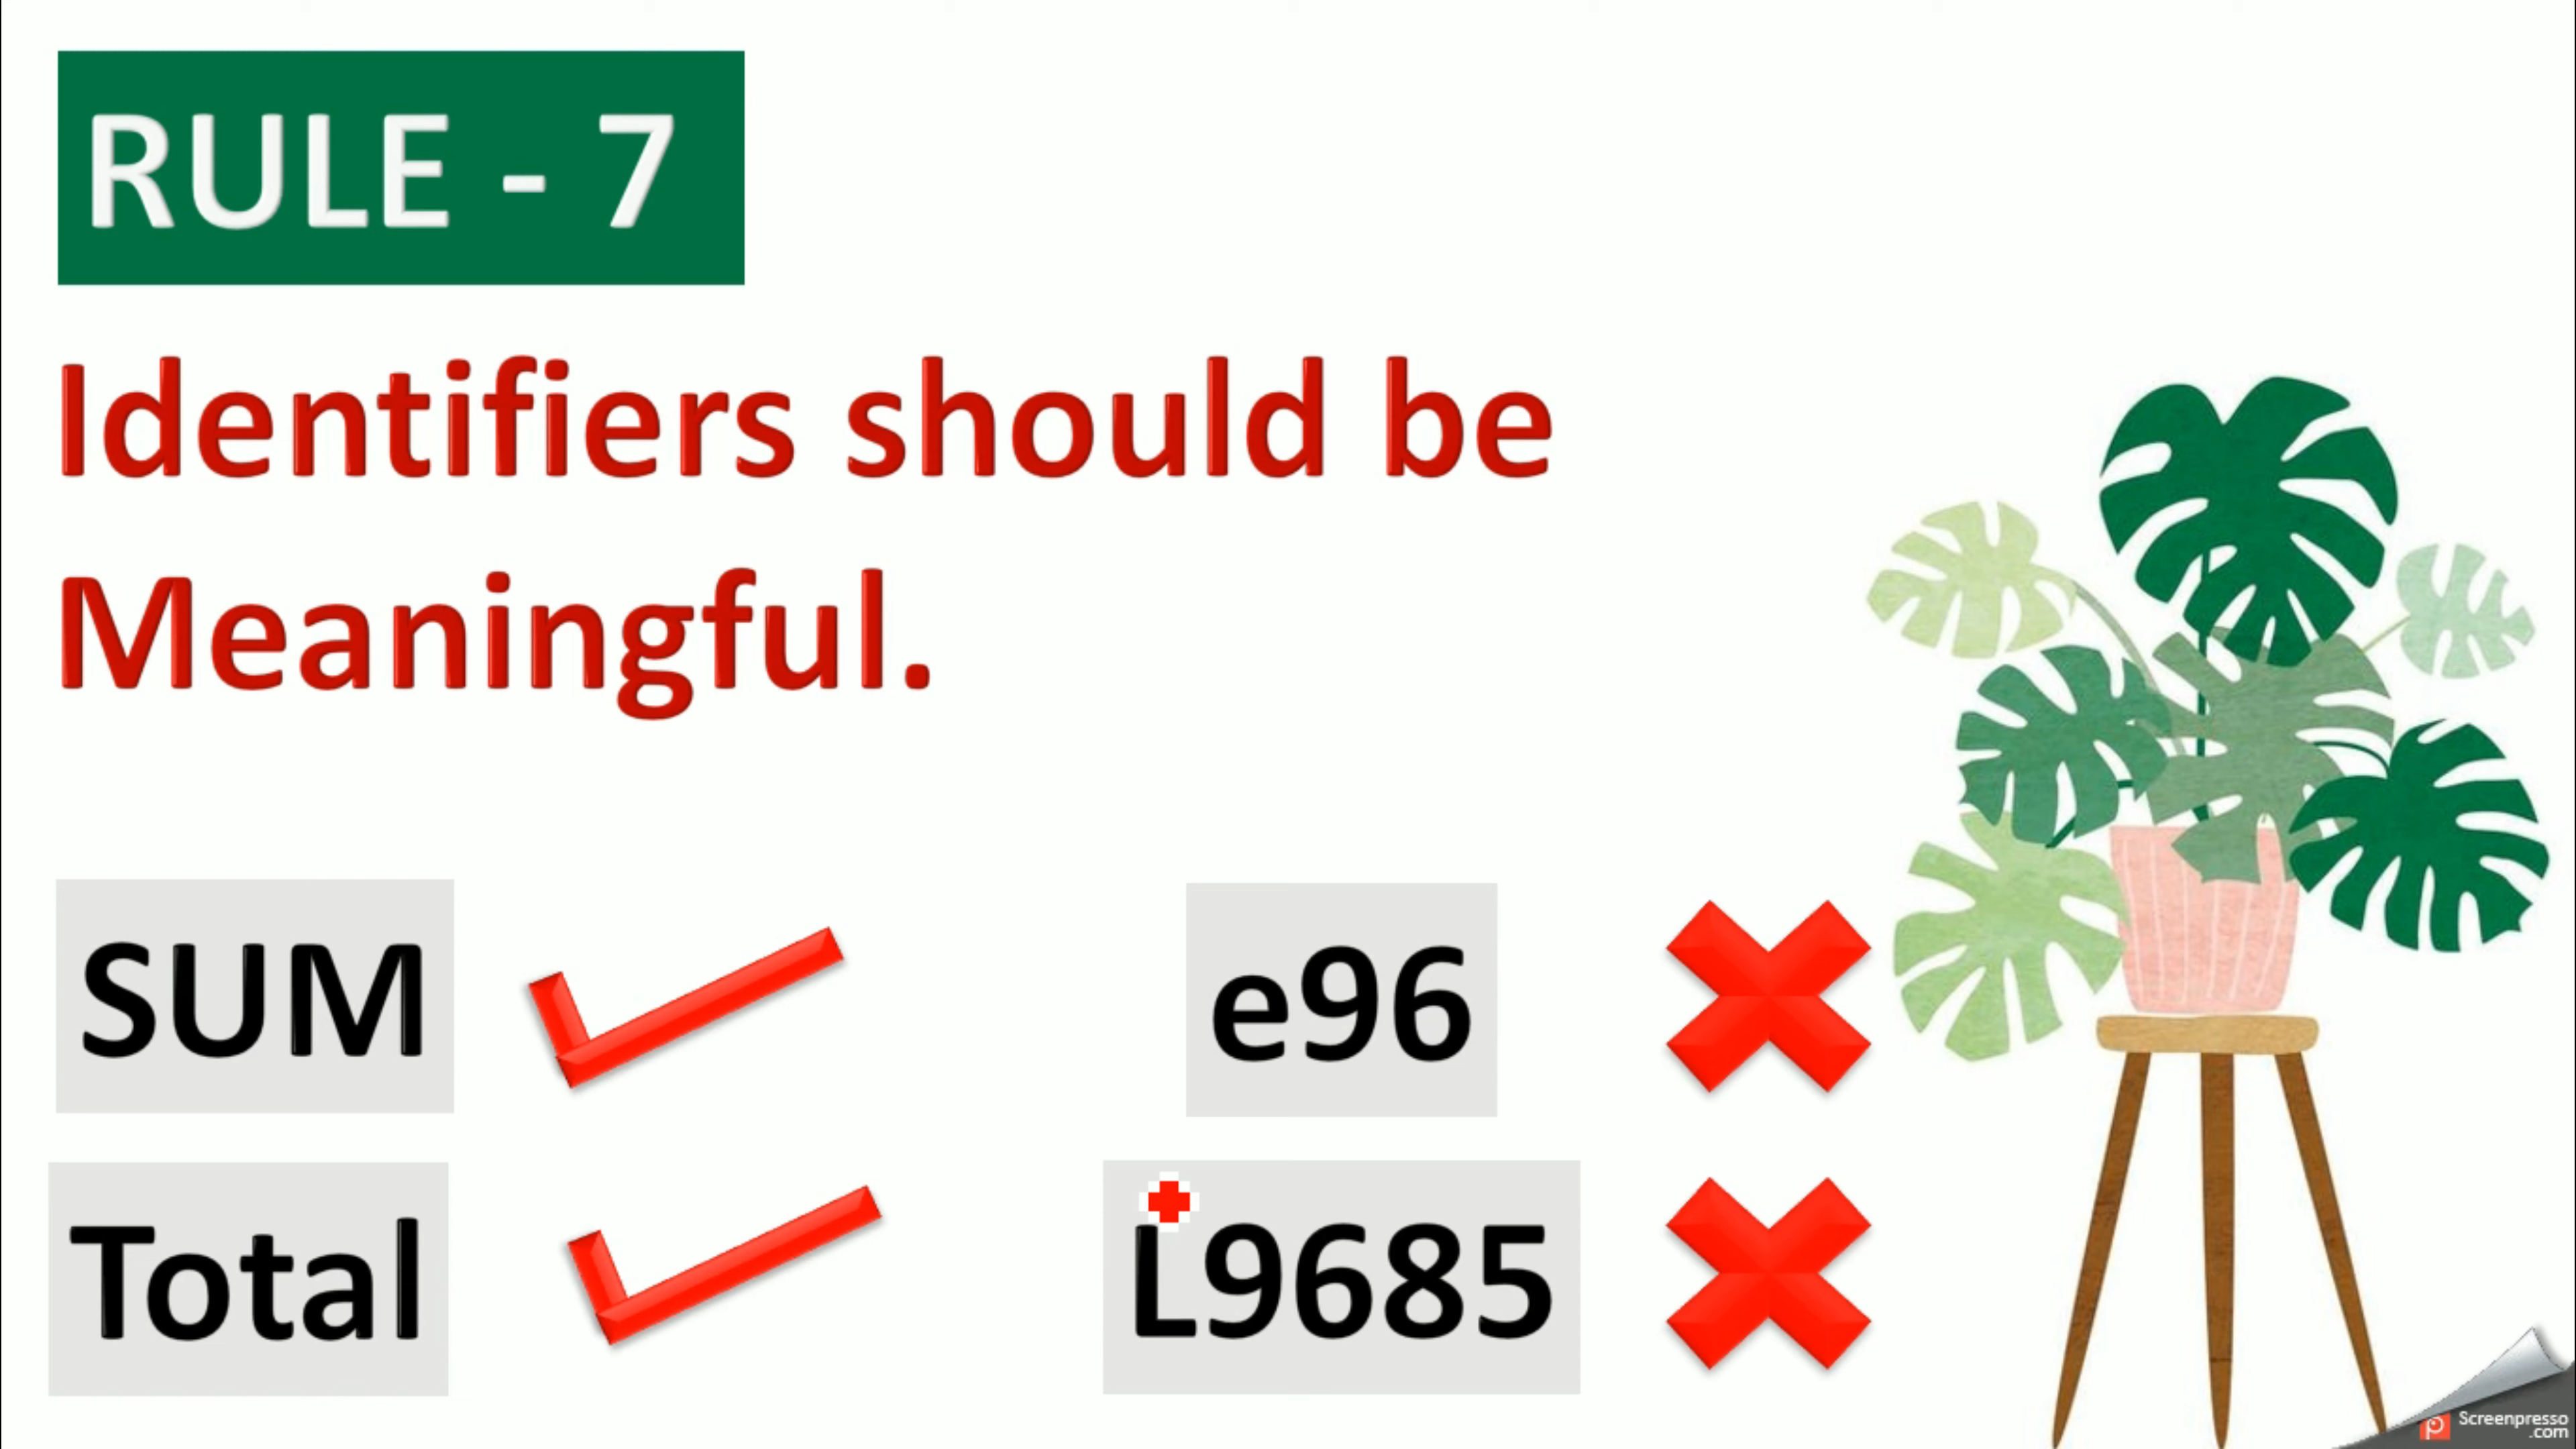 RULE - 7
Identifiers should be
Meaningful.
SUM
e96
Total
L9685
Screenpresso
.com